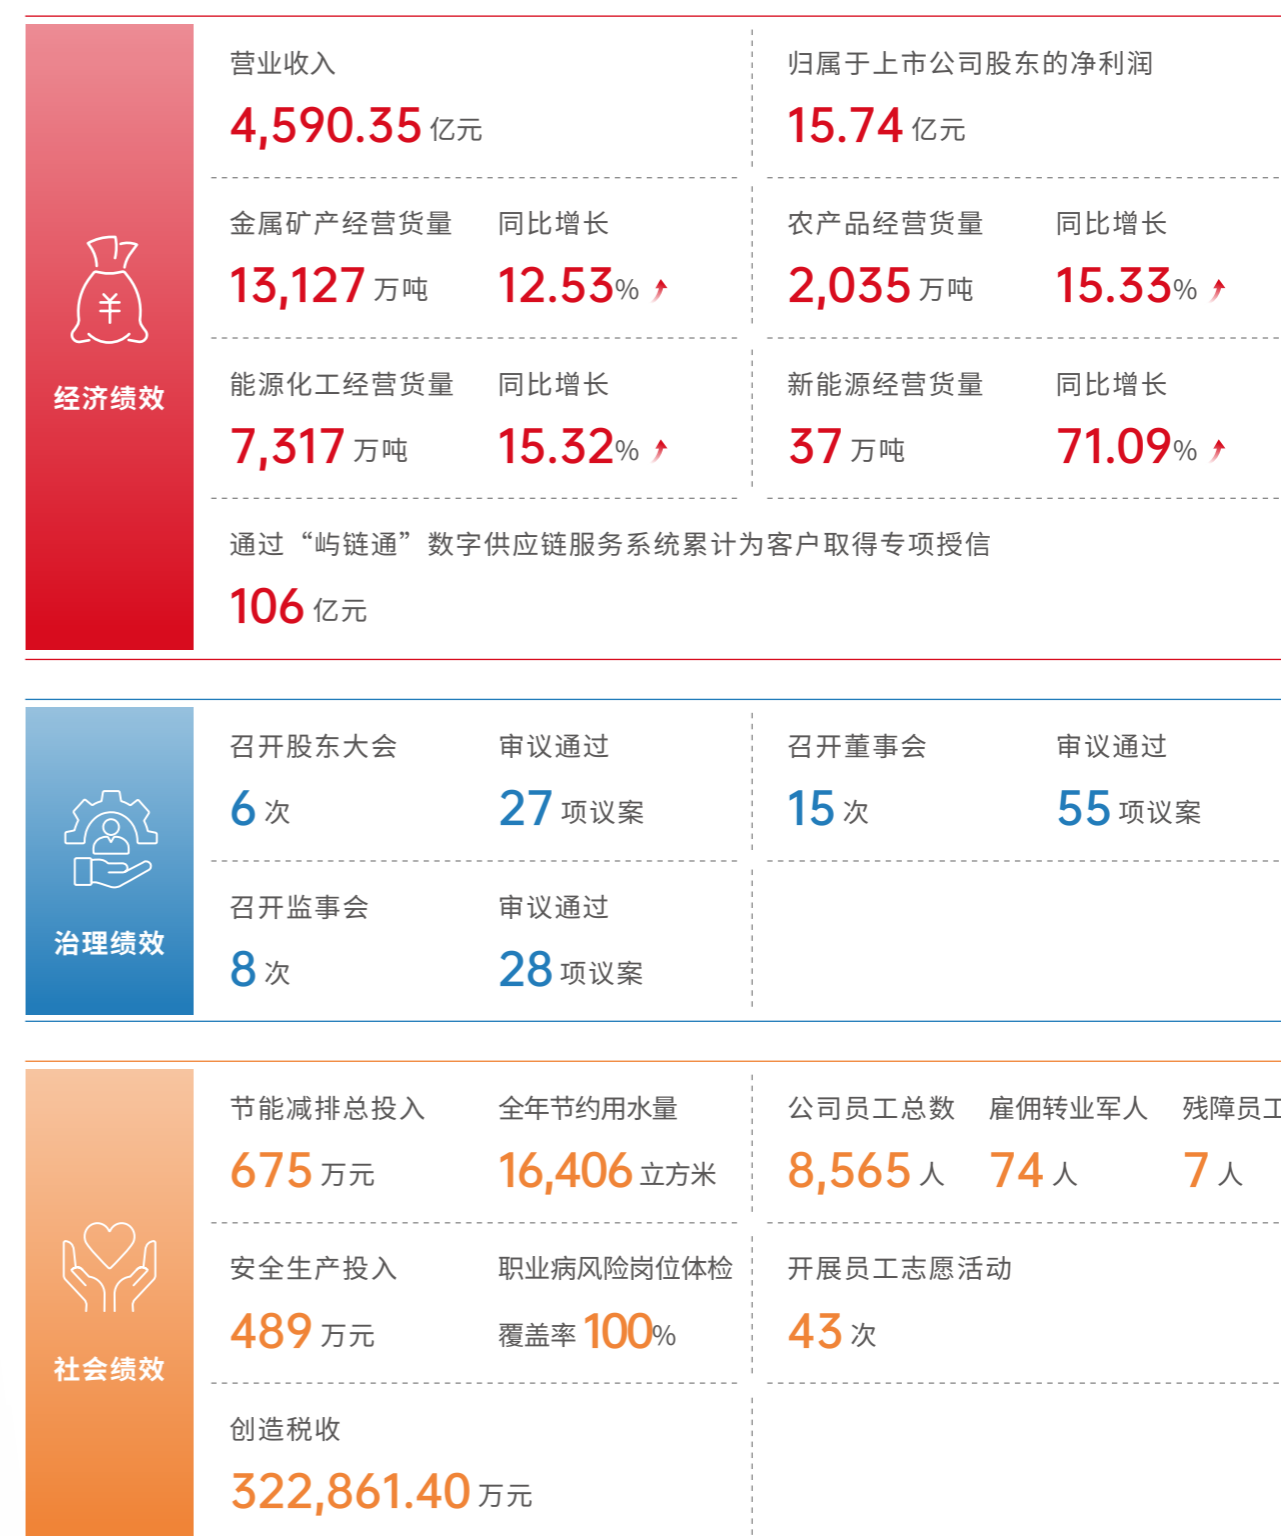 经济绩效
营业收入
4,590.35 亿元
归属于上市公司股东的净利润
15.74 亿元
金属矿产经营货量 同比增长
13,127 万吨 12.53%
农产品经营货量 同比增长
2,035 万吨 15.33%
能源化工经营货量 同比增长
7,317 万吨 15.32%
新能源经营货量 同比增长
37 万吨 71.09%
通过“屿链通”数字供应链服务系统累计为客户取得专项授信
106 亿元
治理绩效
召开股东大会 审议通过
6 次 27 项议案
召开董事会 审议通过
15 次 55 项议案
召开监事会 审议通过
8 次 28 项议案
社会绩效
节能减排总投入 全年节约用水量
675 万元 16,406 立方米
公司员工总数 雇佣转业军人 残障员工
8,565 人 74 人 7 人
安全生产投入 职业病风险岗位体检
489 万元 覆盖率 100%
开展员工志愿活动
43 次
创造税收
322,861.40 万元